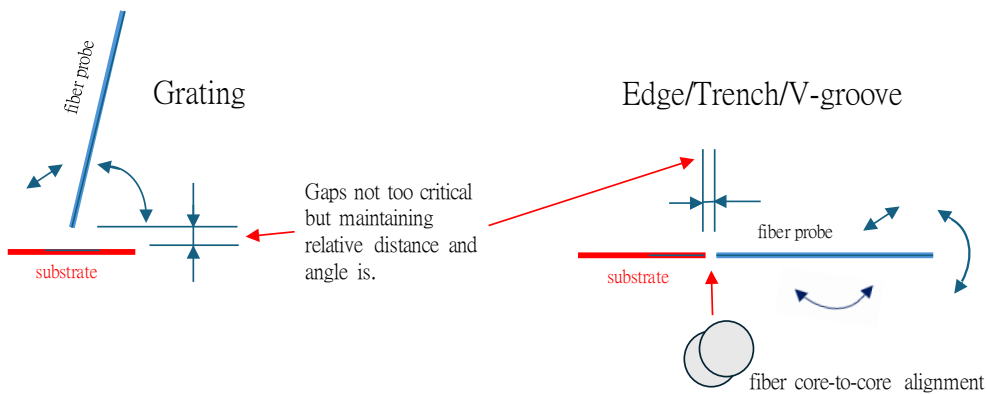 fiber probe
Grating
substrate
Gaps not too critical
but maintaining
relative distance and
angle is.
Edge/Trench/V-groove
fiber probe
substrate
fiber core-to-core alignment